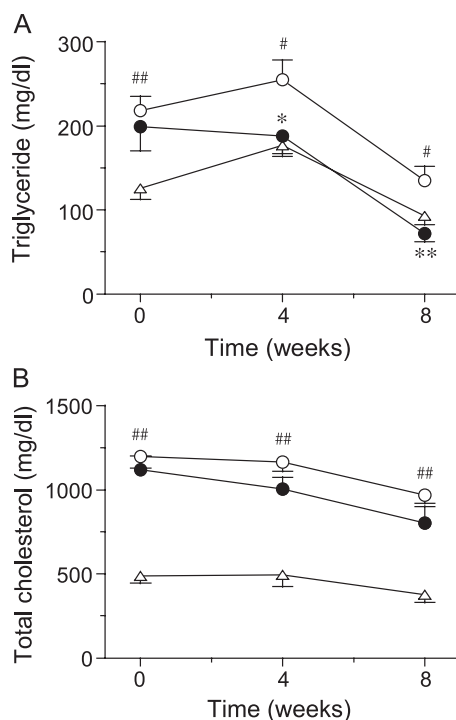 A
Triglyceride (mg/dl)
300
200
100
0
##
#
*
#
**
0 4 8
Time (weeks)
B
Total cholesterol (mg/dl)
1500
1000
500
0
##
##
##
0 4 8
Time (weeks)